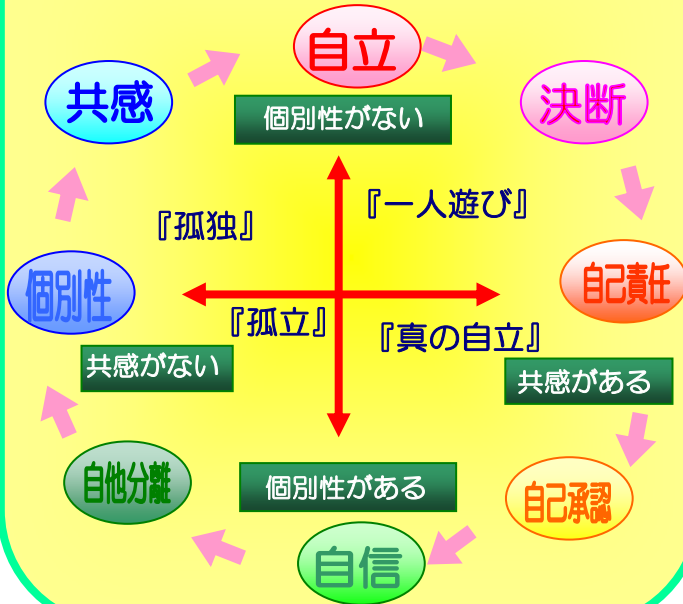 自立
共感
決断
個別性がない
『一人遊び』
『孤独』
個別性
自己責任
『孤立』
『真の自立』
共感がない
共感がある
自他分離
個別性がある
自己承認
自信